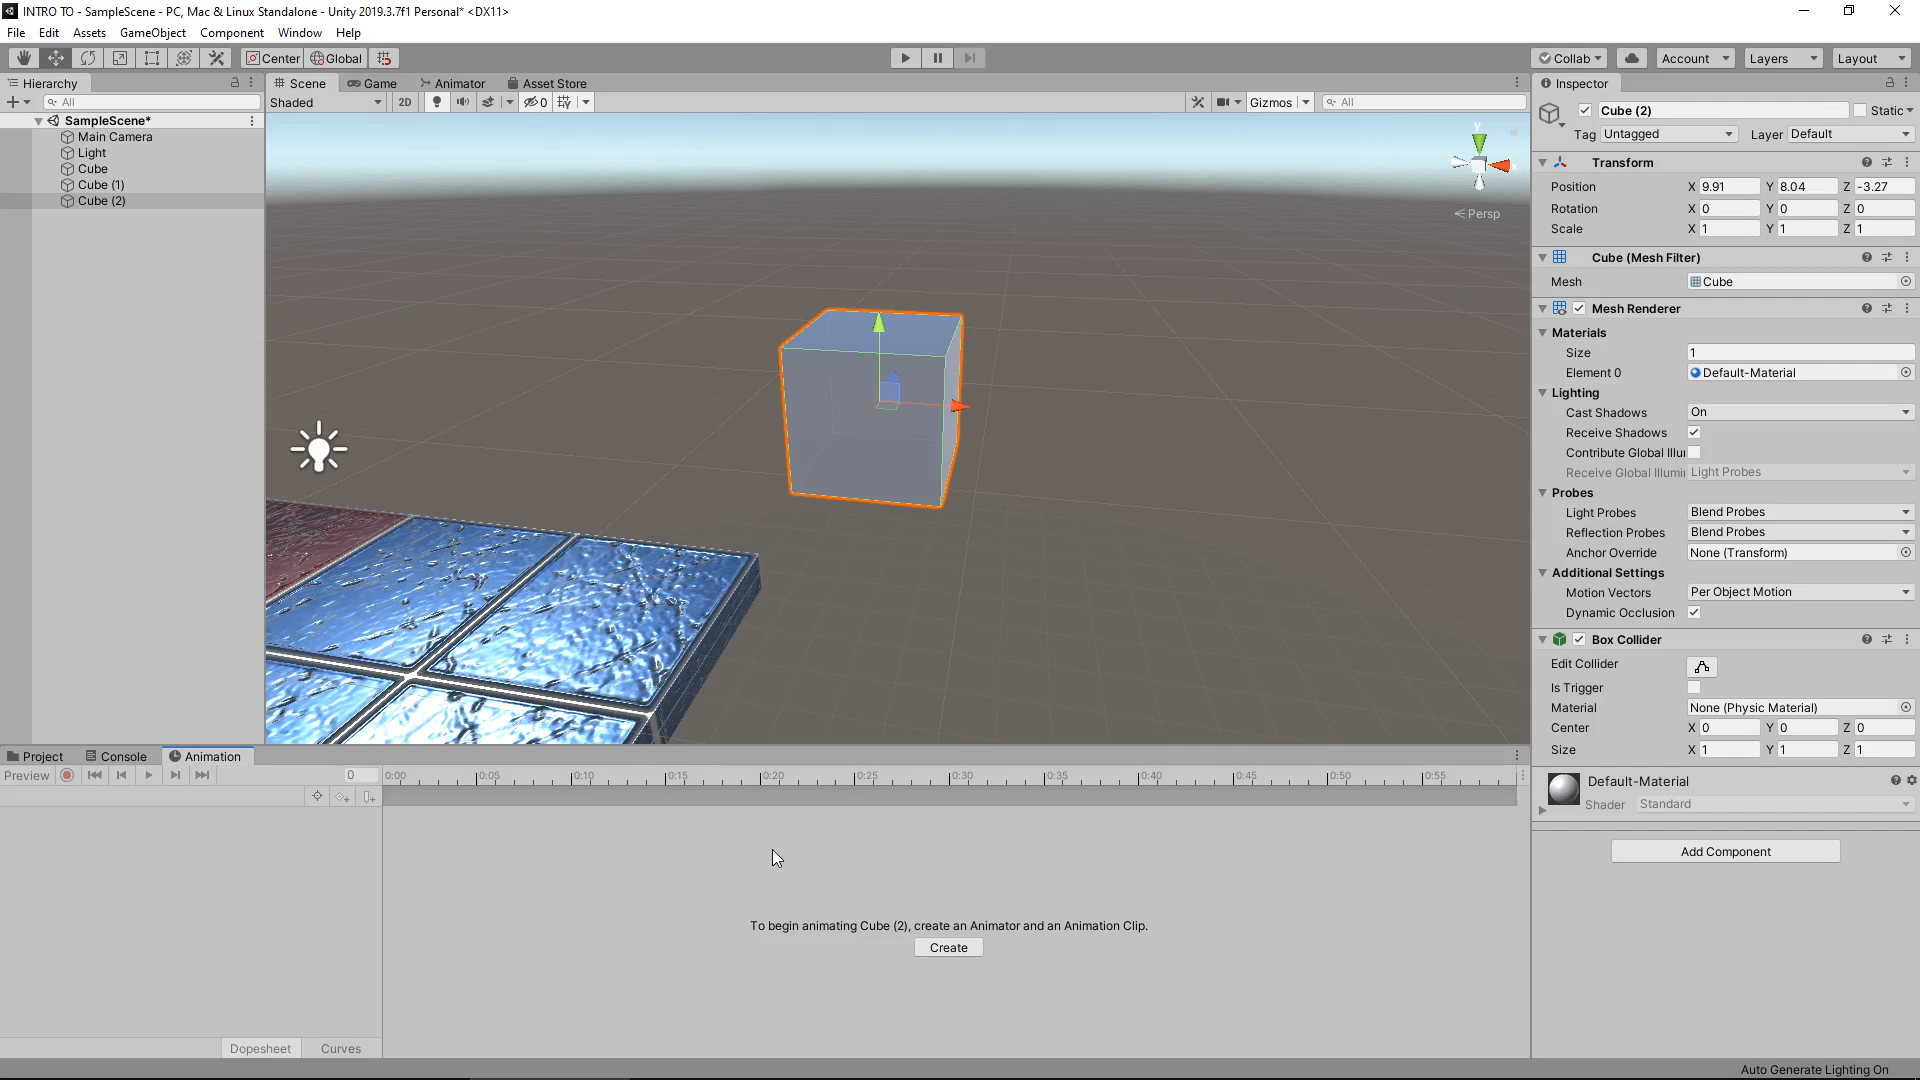 INTRO TO - SampleScene - PC, Mac & Linux Standalone - Unity 2019.3.7f1 Personal* <DX11>
File Edit Assets GameObject Component Window Help
Center Global Collab Account Layers Layout
Hierarchy
All
SampleScene*
Main Camera
Light
Cube
Cube (1)
Cube (2)
Scene Game Animator Asset Store
Shaded 2D 0 Gizmos All
y
x
Persp
Inspector
Cube (2) Static
Tag Untagged Layer Default
Transform
Position X 9.91 Y 8.04 Z -3.27
Rotation X 0 Y 0 Z 0
Scale X 1 Y 1 Z 1
Cube (Mesh Filter)
Mesh Cube
Mesh Renderer
Materials
Size 1
Element 0 Default-Material
Lighting
Cast Shadows On
Receive Shadows
Contribute Global Illu
Receive Global Illumi Light Probes
Probes
Light Probes Blend Probes
Reflection Probes Blend Probes
Anchor Override None (Transform)
Additional Settings
Motion Vectors Per Object Motion
Dynamic Occlusion
Box Collider
Edit Collider
Is Trigger
Material None (Physic Material)
Center X 0 Y 0 Z 0
Size X 1 Y 1 Z 1
Default-Material
Shader Standard
Add Component
Project Console Animation
Preview 0 0:00 0:05 0:10 0:15 0:20 0:25 0:30 0:35 0:40 0:45 0:50 0:55
To begin animating Cube (2), create an Animator and an Animation Clip.
Create
Dopesheet Curves
Auto Generate Lighting On